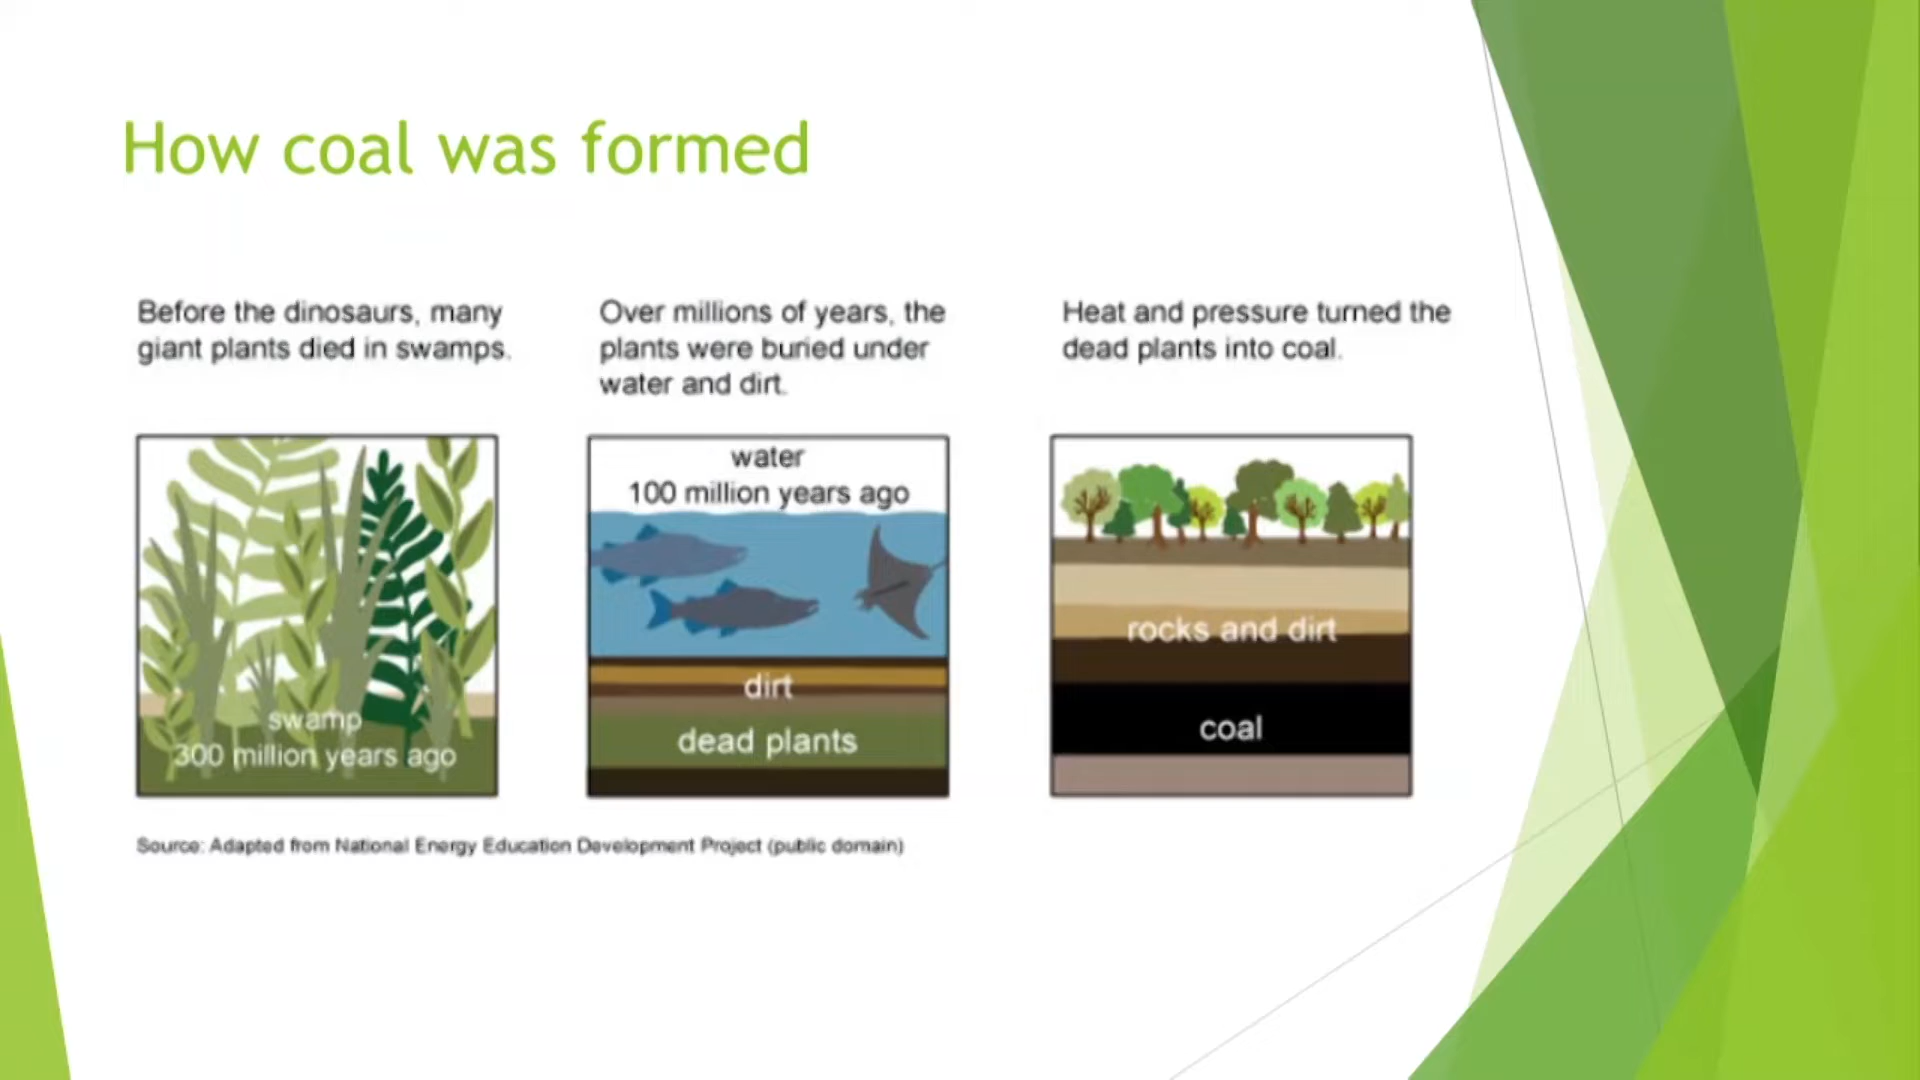 How coal was formed
Before the dinosaurs, many
giant plants died in swamps.
Over millions of years, the
plants were buried under
water and dirt.
Heat and pressure turned the
dead plants into coal.
swamp
300 million years ago
water
100 million years ago
dirt
dead plants
rocks and dirt
coal
Source: Adapted from National Energy Education Development Project (public domain)